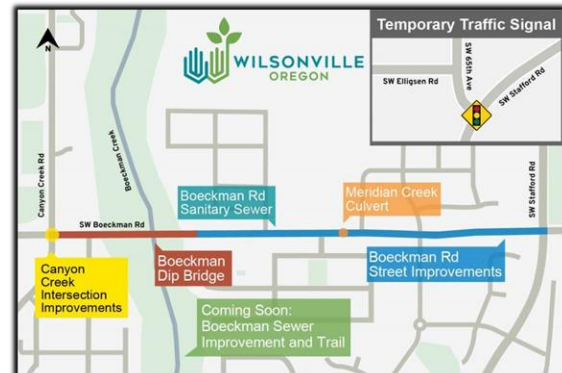 Temporary Traffic Signal
SW 65th Ave
SW Elligsen Rd
SW Stafford Rd
N
WILSONVILLE
OREGON
Canyon Creek Rd
Boeckman Creek
SW Stafford Rd
Boeckman Rd
Sanitary Sewer
Meridian Creek
Culvert
SW Boeckman Rd
Canyon
Creek
Intersection
Improvements
Boeckman
Dip Bridge
Boeckman Rd
Street Improvements
Coming Soon:
Boeckman Sewer
Improvement and Trail